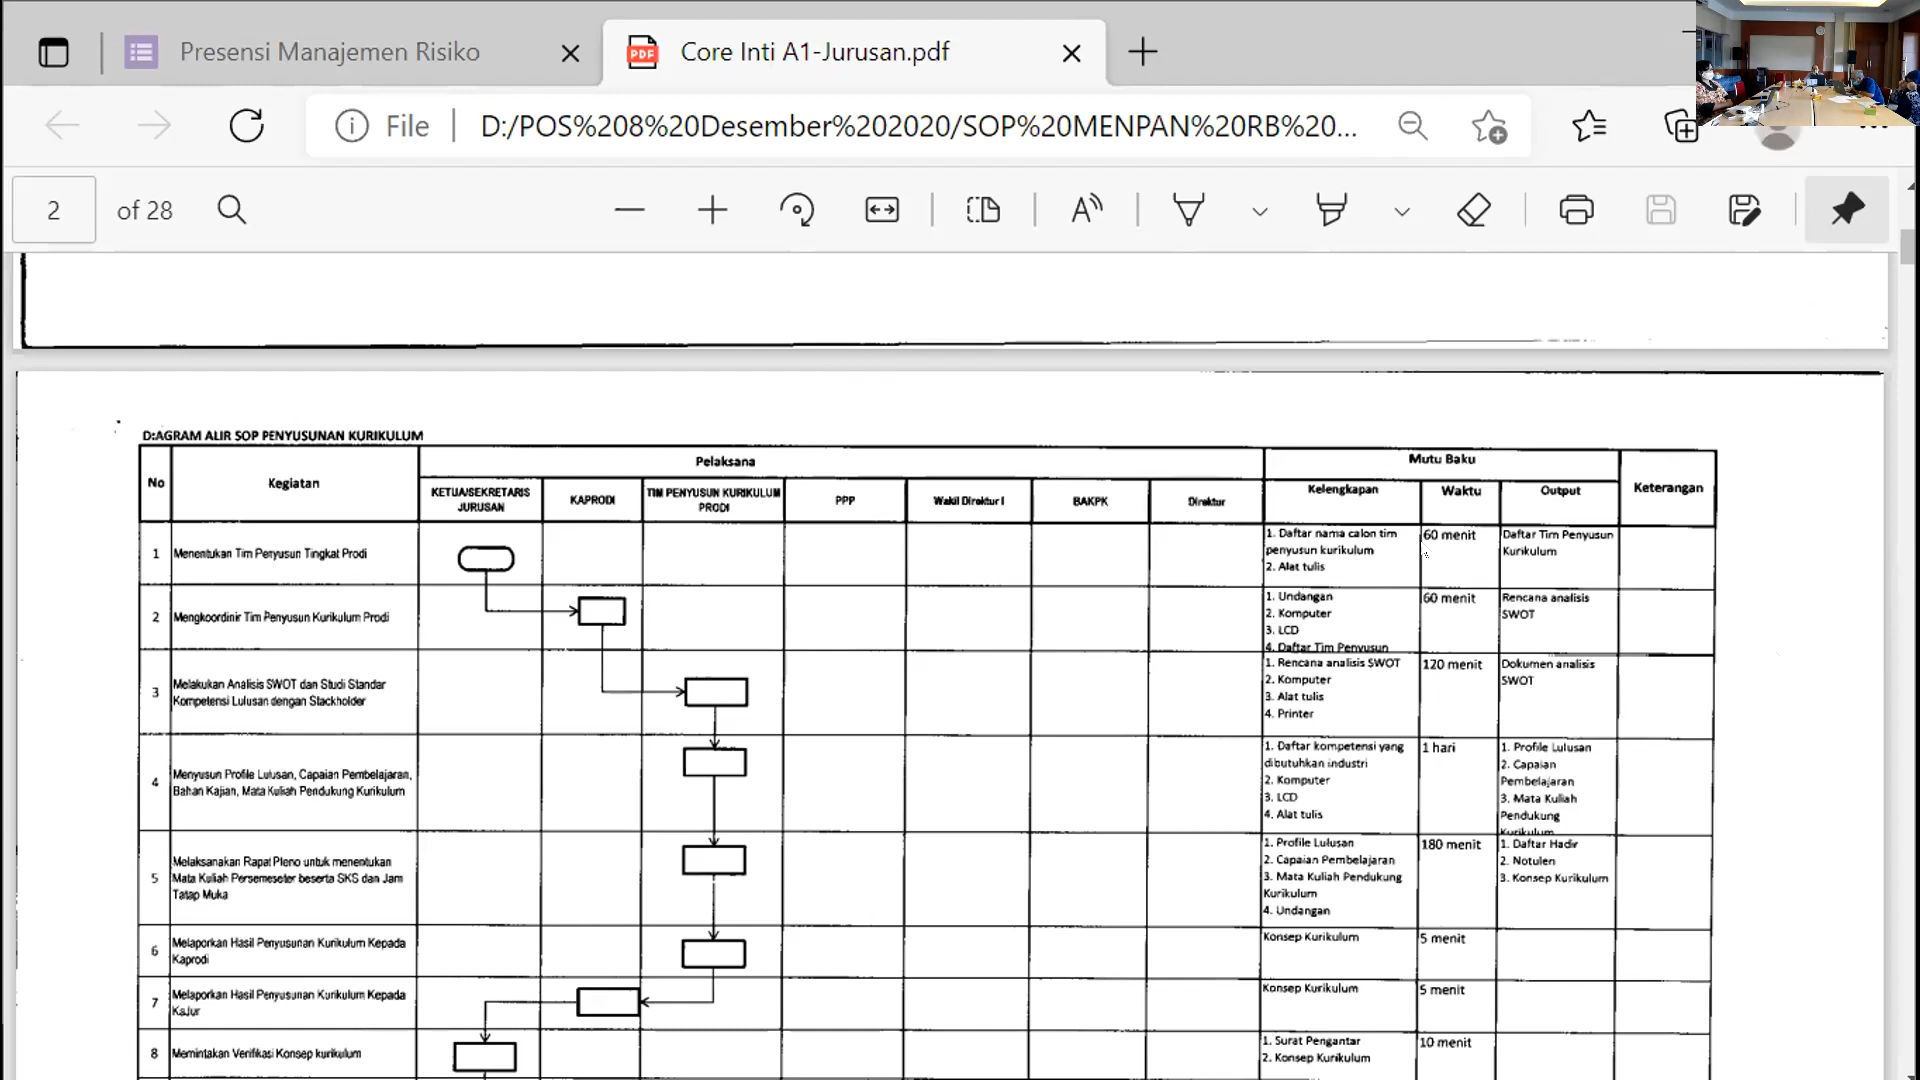 Presensi Manajemen Risiko
PDF
Core Inti A1-Jurusan.pdf
File
D:/POS%208%20Desember%202020/SOP%20MENPAN%20RB%20...
2
of 28
D:AGRAM ALIR SOP PENYUSUNAN KURIKULUM
No
Kegiatan
Pelaksana
Mutu Baku
Keterangan
KETUA/SEKRETARIS
JURUSAN
KAPRODI
TIM PENYUSUN KURIKULUM
PRODI
PPP
Wakil Direktur I
BAKPK
Direktur
Kelengkapan
Waktu
Output
1
Menentukan Tim Penyusun Tingkat Prodi
1. Daftar nama calon tim
penyusun kurikulum
2. Alat tulis
60 menit
Daftar Tim Penyusun
Kurikulum
2
Mengkoordinir Tim Penyusun Kurikulum Prodi
1. Undangan
2. Komputer
3. LCD
4. Daftar Tim Penyusun
60 menit
Rencana analisis
SWOT
3
Melakukan Analisis SWOT dan Studi Standar
Kompetensi Lulusan dengan Stackholder
1. Rencana analisis SWOT
2. Komputer
3. Alat tulis
4. Printer
120 menit
Dokumen analisis
SWOT
4
Menyusun Profile Lulusan, Capaian Pembelajaran,
Bahan Kajian, Mata Kuliah Pendukung Kurikulum
1. Daftar kompetensi yang
dibutuhkan industri
2. Komputer
3. LCD
4. Alat tulis
1 hari
1. Profile Lulusan
2. Capaian
Pembelajaran
3. Mata Kuliah
Pendukung
Kurikulum
5
Melaksanakan Rapat Pleno untuk menentukan
Mata Kuliah Persemeseter beserta SKS dan Jam
Tatap Muka
1. Profile Lulusan
2. Capaian Pembelajaran
3. Mata Kuliah Pendukung
Kurikulum
4. Undangan
180 menit
1. Daftar Hadir
2. Notulen
3. Konsep Kurikulum
6
Melaporkan Hasil Penyusunan Kurikulum Kepada
Kaprodi
Konsep Kurikulum
5 menit
7
Melaporkan Hasil Penyusunan Kurikulum Kepada
KaJur
Konsep Kurikulum
5 menit
8
Memintakan Verifikasi Konsep kurikulum
1. Surat Pengantar
2. Konsep Kurikulum
10 menit